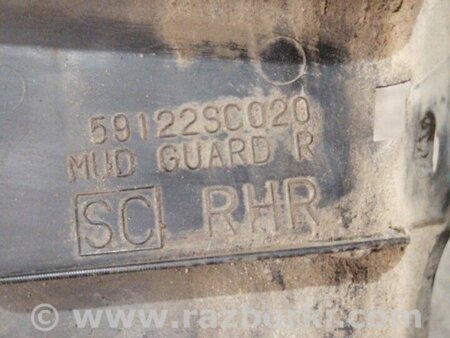 59122SC020
MUD GUARD R
SC RHR
© www.razborki.com